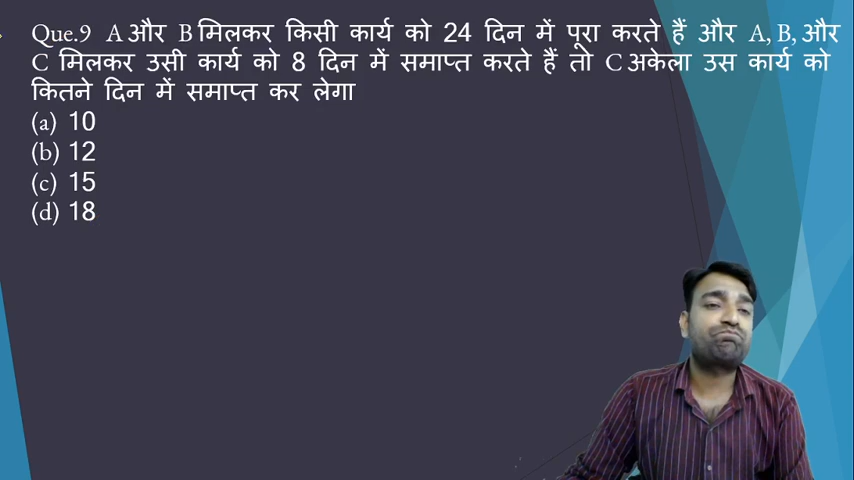 Que.9 A और B मिलकर किसी कार्य को 24 दिन में पूरा करते हैं और A, B, और
C मिलकर उसी कार्य को 8 दिन में समाप्त करते हैं तो C अकेला उस कार्य को
कितने दिन में समाप्त कर लेगा
(a) 10
(b) 12
(c) 15
(d) 18